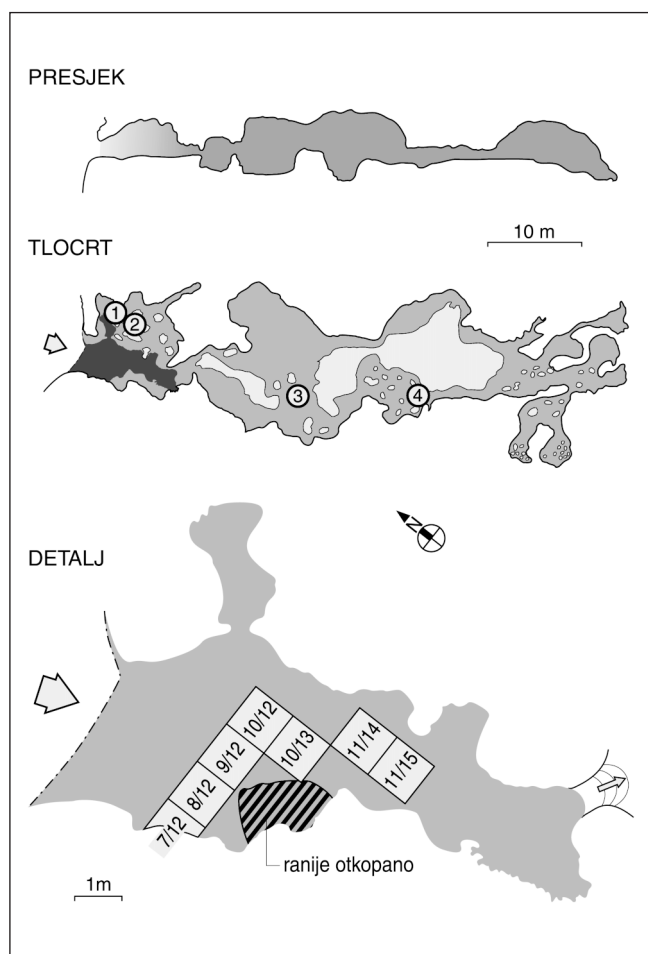 PRESJEK
10 m
TLOCRT
1
2
3
4
N
DETALJ
10/12
11/14
9/12
10/13
11/15
8/12
7/12
ranije otkopano
1m